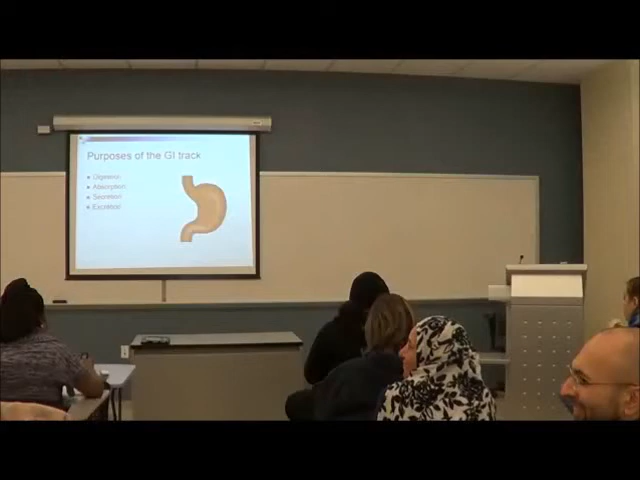 Purposes of the GI track
Digestion
Absorption
Secretion
Excretion